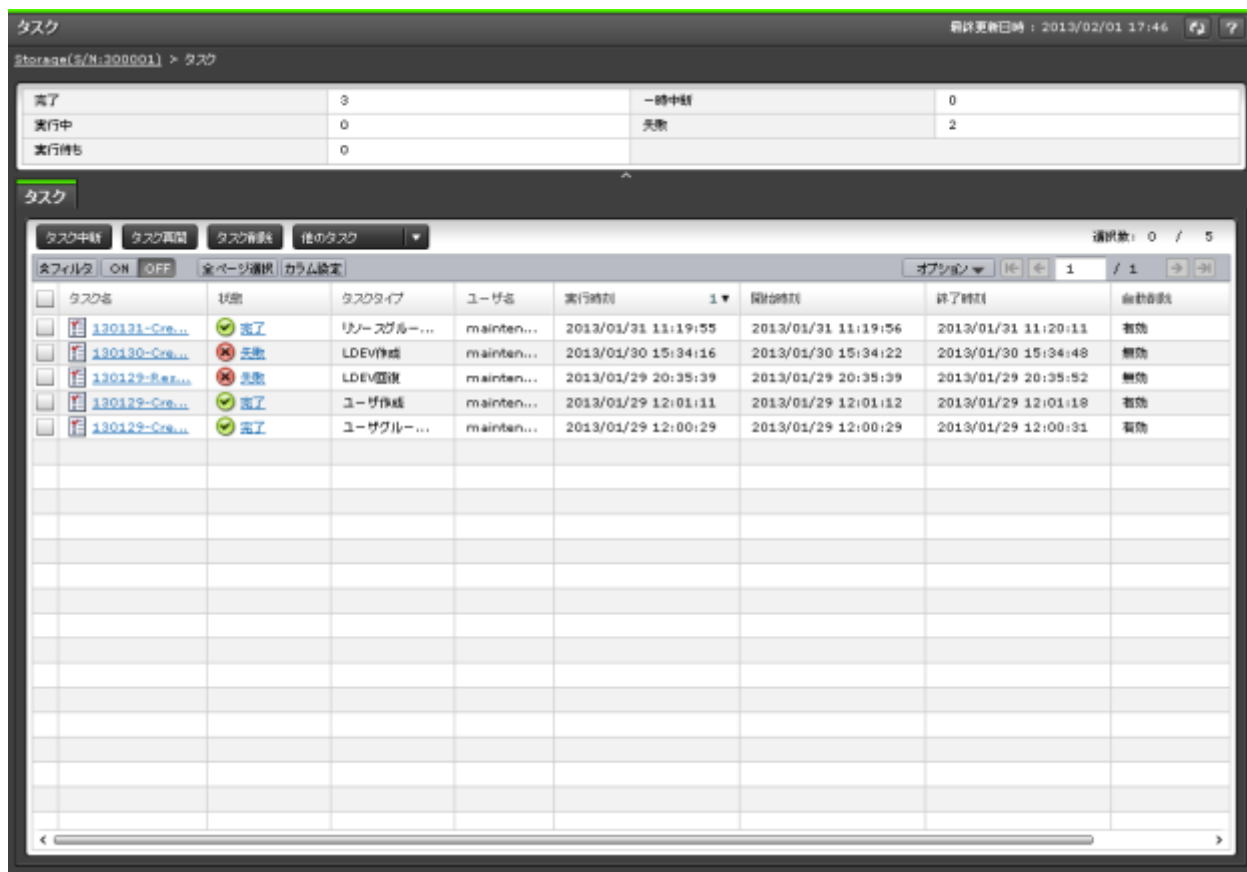 タスク 最終更新日時 : 2013/02/01 17:46 ?
Storage(S/N:300001) > タスク
完了 3 一時中断 0
実行中 0 失敗 2
実行待ち 0
タスク
タスク中断 タスク再開 タスク削除 他のタスク 選択数: 0 / 5
全フィルタ ON OFF 全ページ選択 カラム設定 オプション 1 / 1
タスク名 状態 タスクタイプ ユーザ名 実行時刻 1 開始時刻 終了時刻 自動削除
130131-Cre... 完了 リソースグルー... mainten... 2013/01/31 11:19:55 2013/01/31 11:19:56 2013/01/31 11:20:11 有効
130130-Cre... 失敗 LDEV作成 mainten... 2013/01/30 15:34:16 2013/01/30 15:34:22 2013/01/30 15:34:48 無効
130129-Res... 失敗 LDEV回復 mainten... 2013/01/29 20:35:39 2013/01/29 20:35:39 2013/01/29 20:35:52 無効
130129-Cre... 完了 ユーザ作成 mainten... 2013/01/29 12:01:11 2013/01/29 12:01:12 2013/01/29 12:01:18 有効
130129-Cre... 完了 ユーザグルー... mainten... 2013/01/29 12:00:29 2013/01/29 12:00:29 2013/01/29 12:00:31 有効